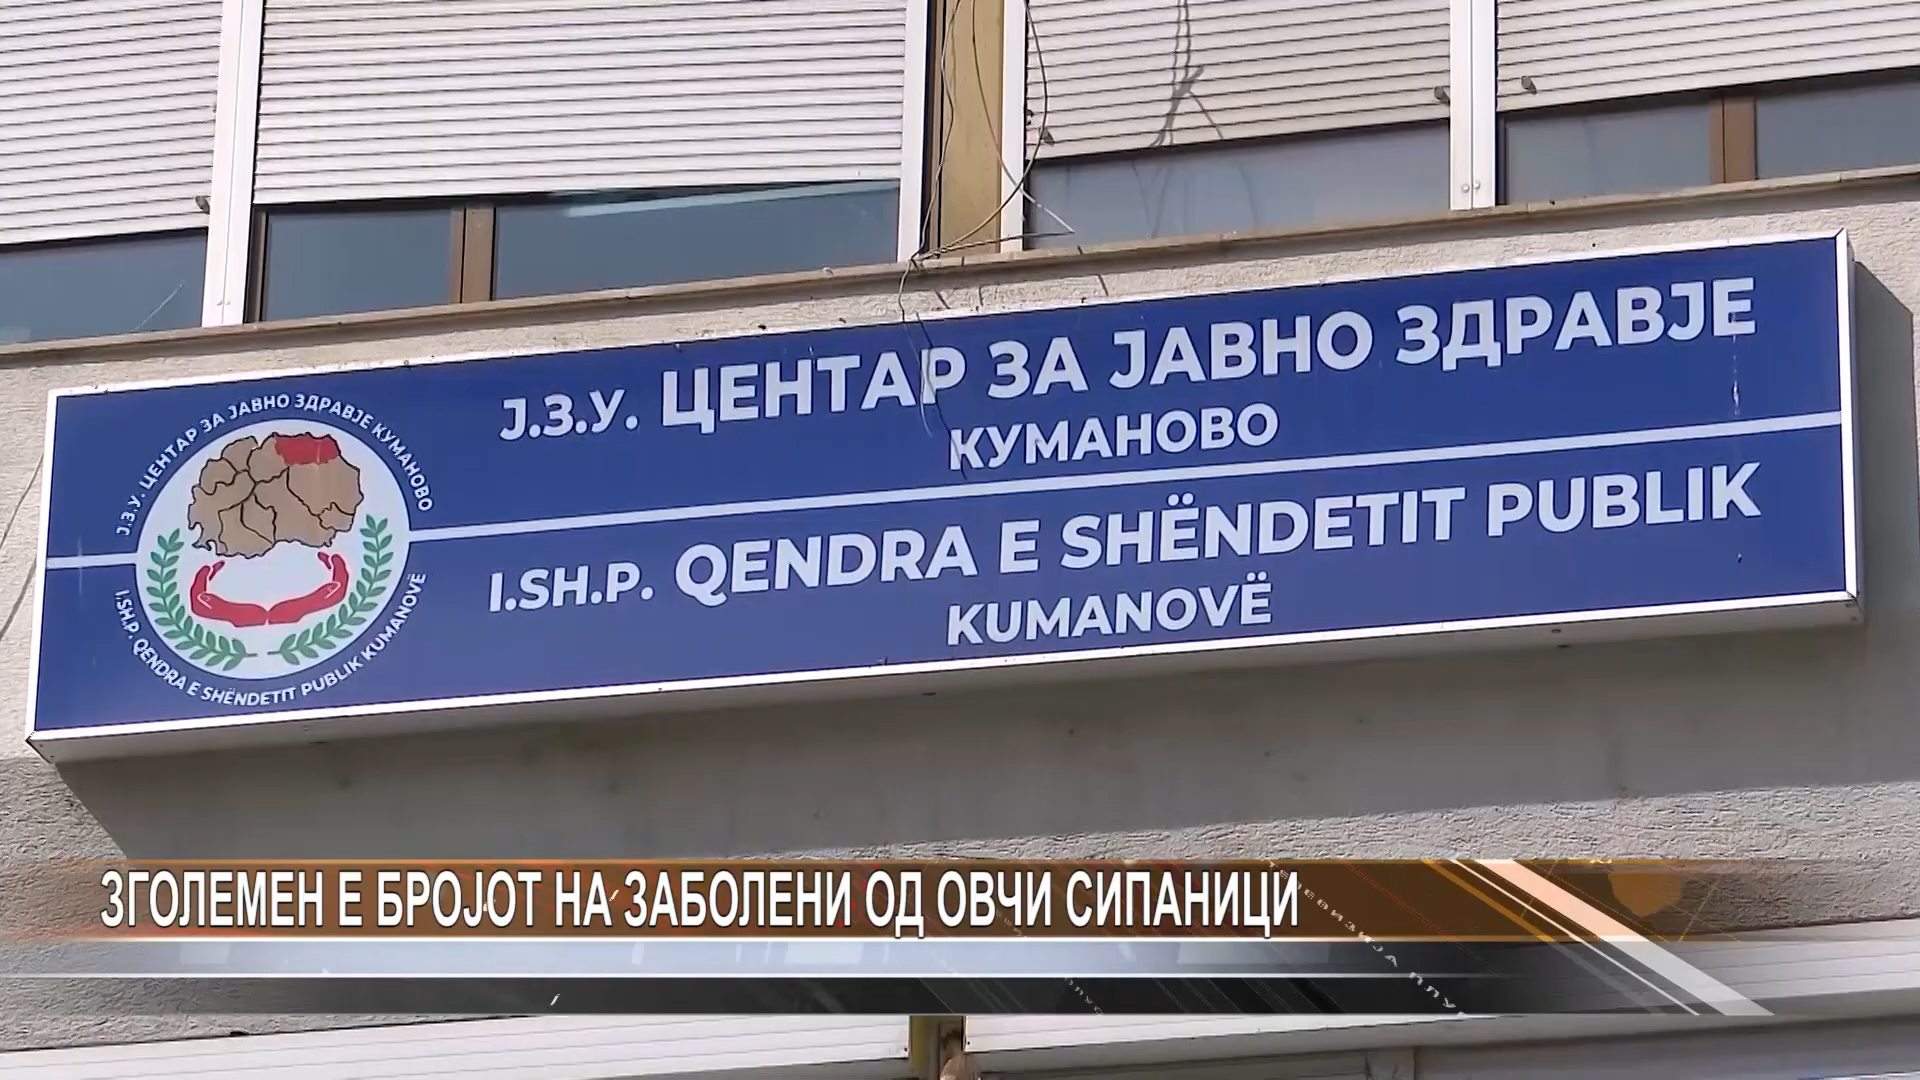 Ј.З.У. ЦЕНТАР ЗА ЈАВНО ЗДРАВЈЕ
КУМАНОВО
I.SH.P. QENDRA E SHËNDETIT PUBLIK
KUMANOVË
Ј.З.У. ЦЕНТАР ЗА ЈАВНО ЗДРАВЈЕ КУМАНОВО
I.SH.P. QENDRA E SHËNDETIT PUBLIK KUMANOVË
ЗГОЛЕМЕН Е БРОЈОТ НА ЗАБОЛЕНИ ОД ОВЧИ СИПАНИЦИ